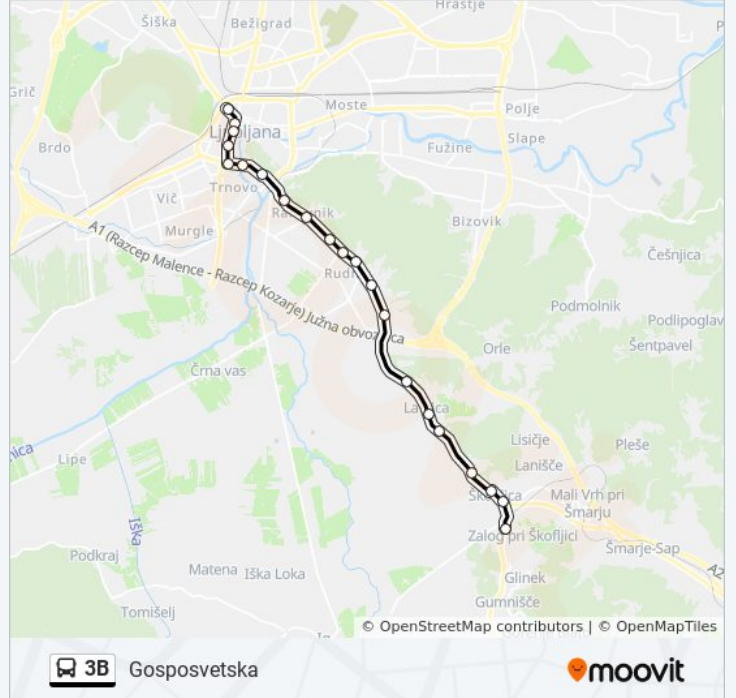 Hrastje
Šiška
Bežigrad
Grič
Moste
Polje
Ljubljana
Slape
Brdo
Fužine
Trnovo
Vič
Bizovik
Murgle
A1 (Razcep Malence - Razcep Kozarje) Južna obvoznica
Češnjica
Podmolnik
Podlipoglav
Orle
Šentpavel
Črna vas
Lavrica
Lisičje
Pleše
Lipe
Lanišče
Škofljica
Mali Vrh pri
Šmarju
Iška
Zalog pri Škofljici
Šmarje-Sap
Podkraj
Matena
Iška Loka
A2
Glinek
Gumnišče
Tomišelj
© OpenStreetMap contributors | © OpenMapTiles
3B
Gosposvetska
moovit